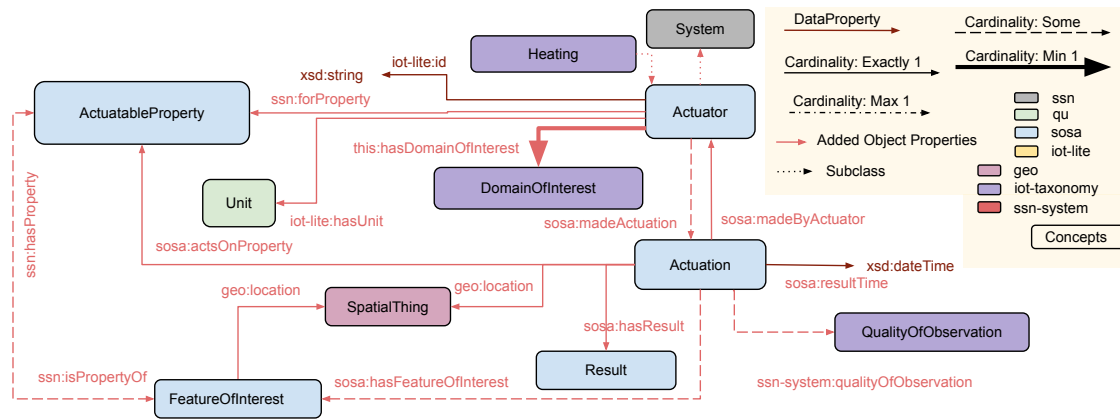 System
DataProperty
Cardinality: Some
Heating
iot-lite:id
xsd:string
Cardinality: Exactly 1
Cardinality: Min 1
ssn:forProperty
ActuatableProperty
Actuator
Cardinality: Max 1
ssn
qu
this:hasDomainOfInterest
Added Object Properties
sosa
iot-lite
Subclass
geo
DomainOfInterest
iot-taxonomy
Unit
ssn-system
iot-lite:hasUnit
sosa:madeActuation
sosa:madeByActuator
ssn:hasProperty
Concepts
sosa:actsOnProperty
Actuation
xsd:dateTime
sosa:resultTime
geo:location
geo:location
SpatialThing
sosa:hasResult
QualityOfObservation
ssn:isPropertyOf
sosa:hasFeatureOfInterest
Result
ssn-system:qualityOfObservation
FeatureOfInterest